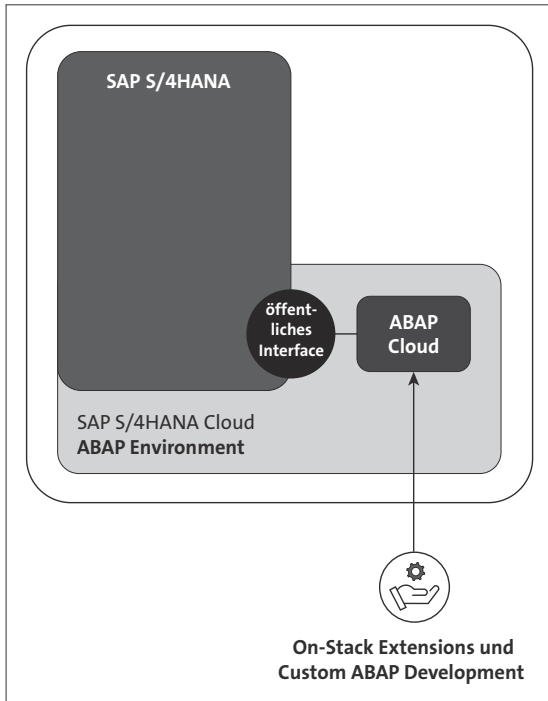 SAP S/4HANA
öffent-
liches
Interface
ABAP
Cloud
SAP S/4HANA Cloud
ABAP Environment
On-Stack Extensions und
Custom ABAP Development